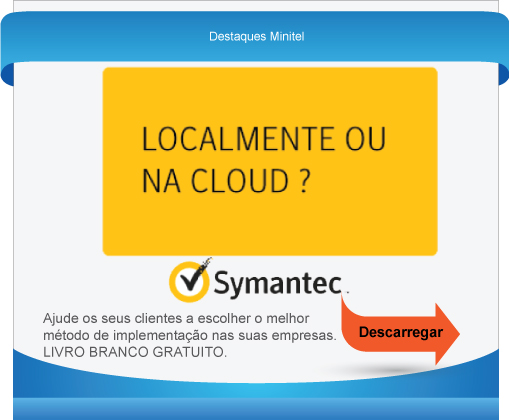 Destaques Minitel
LOCALMENTE OU
NA CLOUD ?
Symantec™
Ajude os seus clientes a escolher o melhor
método de implementação nas suas empresas.
LIVRO BRANCO GRATUITO.
Descarregar